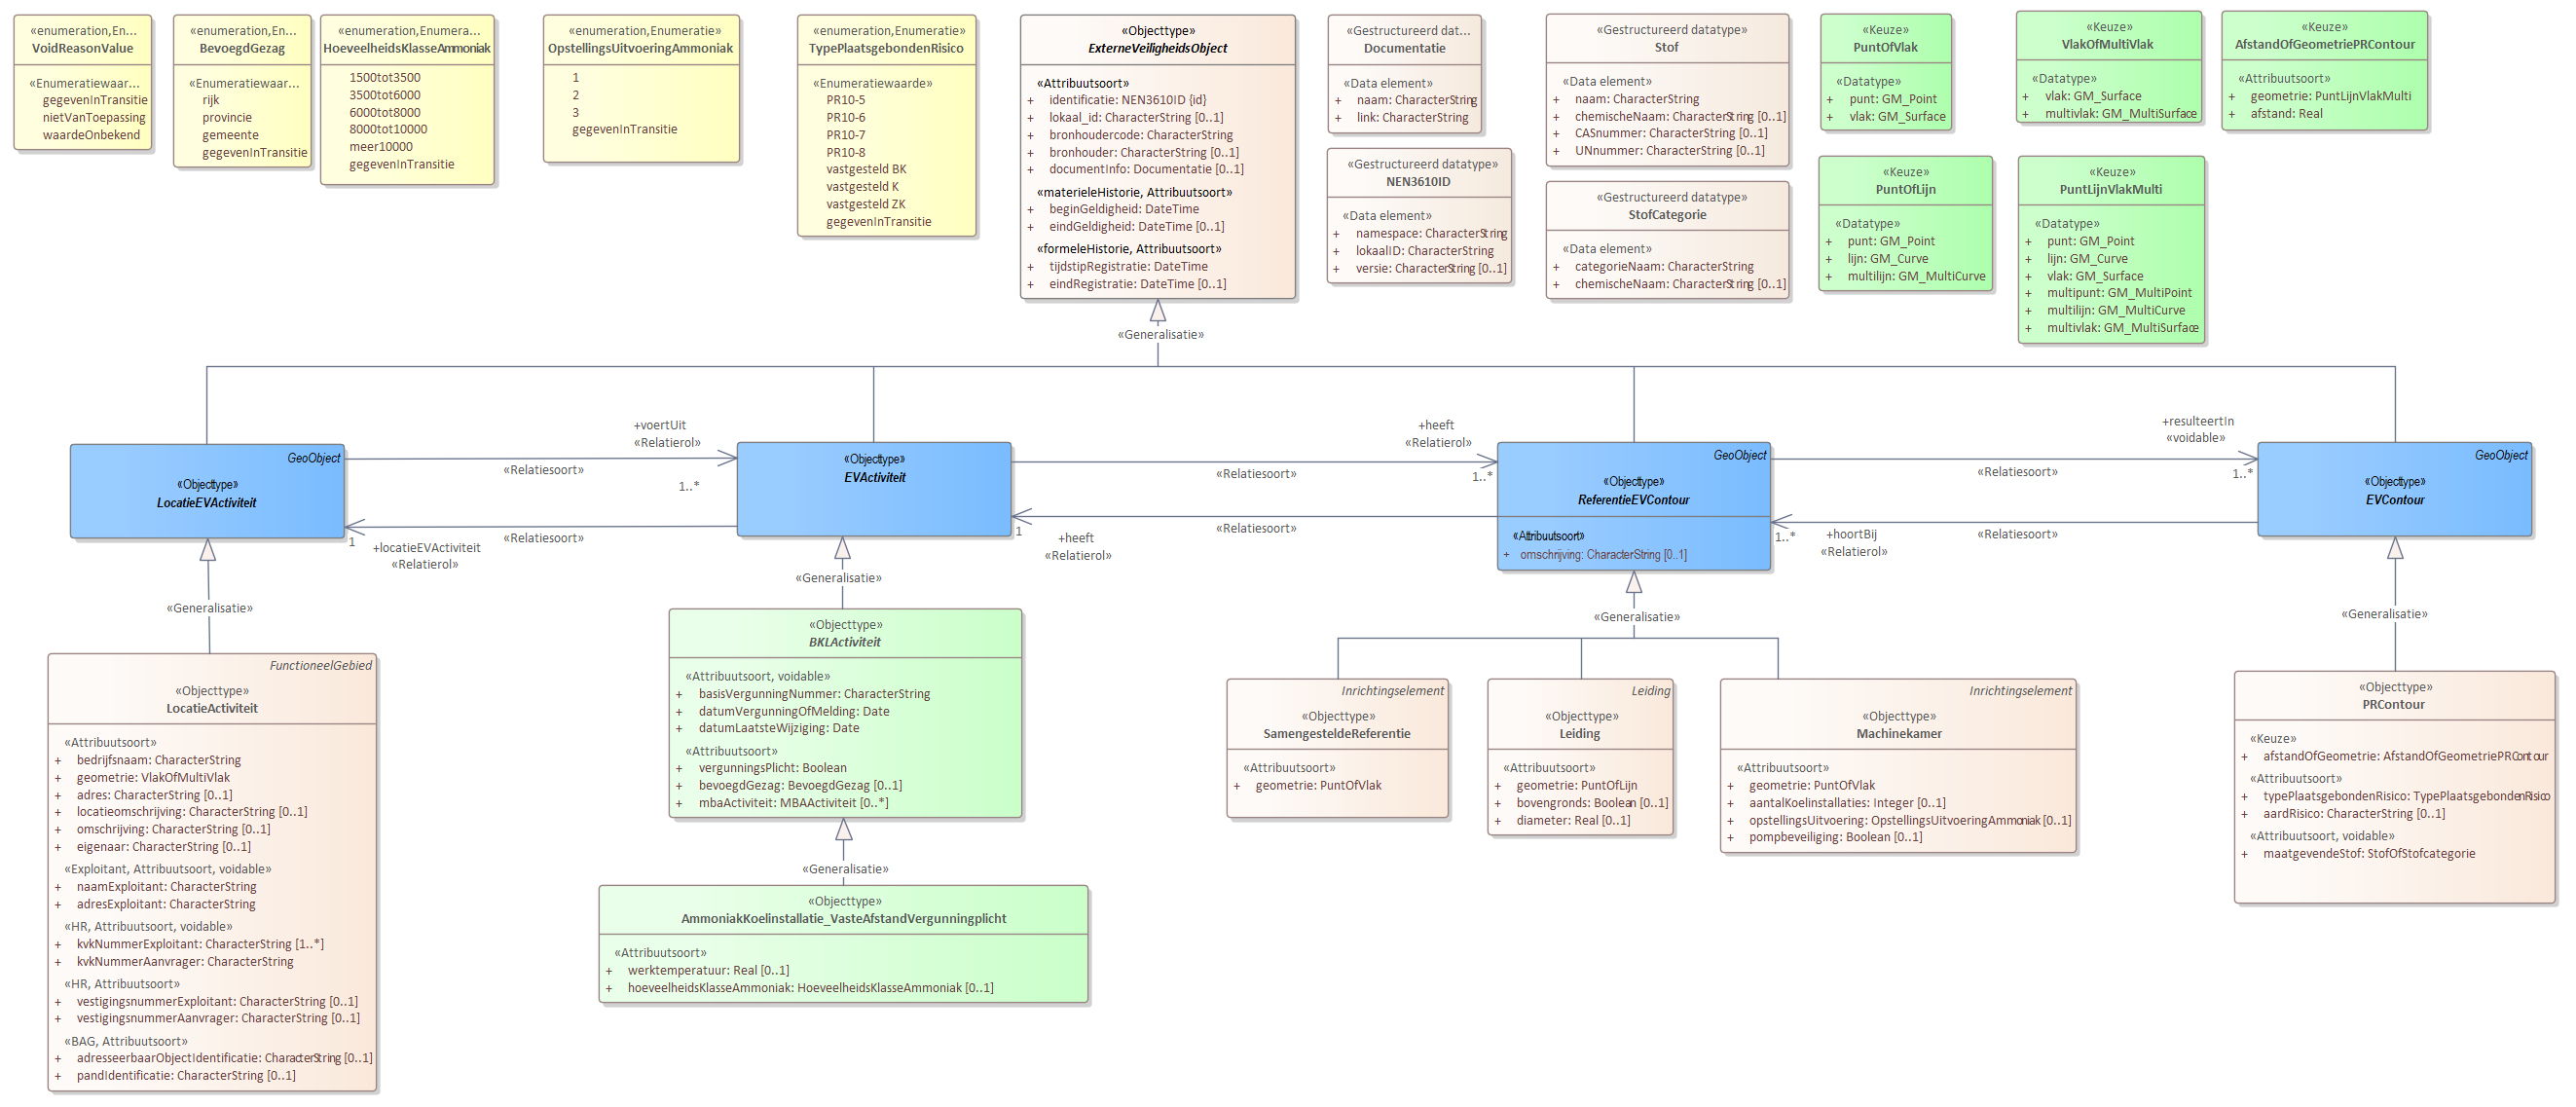 «enumeration,En...
VoidReasonValue
«Enumeratiewaar...
gegevenInTransitie
nietVanToepassing
waardeOnbekend
«enumeration,En...
BevoegdGezag
«Enumeratiewaar...
rijk
provincie
gemeente
gegevenInTransitie
«enumeration,Enumera...
HoeveelheidsKlasseAmmoniak
1500tot3500
3500tot6000
6000tot8000
8000tot10000
meer10000
gegevenInTransitie
«enumeration,Enumeratie»
OpstellingsUitvoeringAmmoniak
1
2
3
gegevenInTransitie
«enumeration,Enumeratie»
TypePlaatsgebondenRisico
«Enumeratiewaarde»
PR10-5
PR10-6
PR10-7
PR10-8
vastgesteld BK
vastgesteld K
vastgesteld ZK
gegevenInTransitie
«Objecttype»
ExterneVeiligheidsObject
«Attribuutsoort»
+ identificatie: NEN3610ID {id}
+ lokaal_id: CharacterString [0..1]
+ bronhoudercode: CharacterString
+ bronhouder: CharacterString [0..1]
+ documentInfo: Documentatie [0..1]
«materieleHistorie, Attribuutsoort»
+ beginGeldigheid: DateTime
+ eindGeldigheid: DateTime [0..1]
«formeleHistorie, Attribuutsoort»
+ tijdstipRegistratie: DateTime
+ eindRegistratie: DateTime [0..1]
«Gestructureerd dat...
Documentatie
«Data element»
+ naam: CharacterString
+ link: CharacterString
«Gestructureerd datatype»
NEN3610ID
«Data element»
+ namespace: CharacterString
+ lokaalID: CharacterString
+ versie: CharacterString [0..1]
«Gestructureerd datatype»
Stof
«Data element»
+ naam: CharacterString
+ chemischeNaam: CharacterString [0..1]
+ CASnummer: CharacterString [0..1]
+ UNnummer: CharacterString [0..1]
«Gestructureerd datatype»
StofCategorie
«Data element»
+ categorieNaam: CharacterString
+ chemischeNaam: CharacterString [0..1]
«Keuze»
PuntOfVlak
«Datatype»
+ punt: GM_Point
+ vlak: GM_Surface
«Keuze»
PuntOfLijn
«Datatype»
+ punt: GM_Point
+ lijn: GM_Curve
+ multilijn: GM_MultiCurve
«Keuze»
VlakOfMultiVlak
«Datatype»
+ vlak: GM_Surface
+ multivlak: GM_MultiSurface
«Keuze»
PuntLijnVlakMulti
«Datatype»
+ punt: GM_Point
+ lijn: GM_Curve
+ vlak: GM_Surface
+ multipunt: GM_MultiPoint
+ multilijn: GM_MultiCurve
+ multivlak: GM_MultiSurface
«Keuze»
AfstandOfGeometriePRContour
«Attribuutsoort»
+ geometrie: PuntLijnVlakMulti
+ afstand: Real
«Generalisatie»
GeoObject
«Objecttype»
LocatieEVActiviteit
+voertUit
«Relatierol»
«Relatiesoort»
1..*
«Relatiesoort»
1
+locatieEVActiviteit
«Relatierol»
«Objecttype»
EVActiviteit
+heeft
«Relatierol»
«Relatiesoort»
1..*
«Relatiesoort»
1
+heeft
«Relatierol»
GeoObject
«Objecttype»
ReferentieEVContour
«Attribuutsoort»
+ omschrijving: CharacterString [0..1]
+resulteertIn
«voidable»
«Relatiesoort»
1..*
«Relatiesoort»
1..*
+hoortBij
«Relatierol»
GeoObject
«Objecttype»
EVContour
«Generalisatie»
FunctioneelGebied
«Objecttype»
LocatieActiviteit
«Attribuutsoort»
+ bedrijfsnaam: CharacterString
+ geometrie: VlakOfMultiVlak
+ adres: CharacterString [0..1]
+ locatieomschrijving: CharacterString [0..1]
+ omschrijving: CharacterString [0..1]
+ eigenaar: CharacterString [0..1]
«Exploitant, Attribuutsoort, voidable»
+ naamExploitant: CharacterString
+ adresExploitant: CharacterString
«HR, Attribuutsoort, voidable»
+ kvkNummerExploitant: CharacterString [1..*]
+ kvkNummerAanvrager: CharacterString
«HR, Attribuutsoort»
+ vestigingsnummerExploitant: CharacterString [0..1]
+ vestigingsnummerAanvrager: CharacterString [0..1]
«BAG, Attribuutsoort»
+ adresseerbaarObjectIdentificatie: CharacterString [0..1]
+ pandIdentificatie: CharacterString [0..1]
«Generalisatie»
«Objecttype»
BKLActiviteit
«Attribuutsoort, voidable»
+ basisVergunningNummer: CharacterString
+ datumVergunningOfMelding: Date
+ datumLaatsteWijziging: Date
«Attribuutsoort»
+ vergunningsPlicht: Boolean
+ bevoegdGezag: BevoegdGezag [0..1]
+ mbaActiviteit: MBAActiviteit [0..*]
«Generalisatie»
«Objecttype»
AmmoniakKoelinstallatie_VasteAfstandVergunningplicht
«Attribuutsoort»
+ werktemperatuur: Real [0..1]
+ hoeveelheidsKlasseAmmoniak: HoeveelheidsKlasseAmmoniak [0..1]
«Generalisatie»
Inrichtingselement
«Objecttype»
SamengesteldeReferentie
«Attribuutsoort»
+ geometrie: PuntOfVlak
Leiding
«Objecttype»
Leiding
«Attribuutsoort»
+ geometrie: PuntOfLijn
+ bovengronds: Boolean [0..1]
+ diameter: Real [0..1]
Inrichtingselement
«Objecttype»
Machinekamer
«Attribuutsoort»
+ geometrie: PuntOfVlak
+ aantalKoelinstallaties: Integer [0..1]
+ opstellingsUitvoering: OpstellingsUitvoeringAmmoniak [0..1]
+ pompbeveiliging: Boolean [0..1]
«Generalisatie»
«Objecttype»
PRContour
«Keuze»
+ afstandOfGeometrie: AfstandOfGeometriePRContour
«Attribuutsoort»
+ typePlaatsgebondenRisico: TypePlaatsgebondenRisico
+ aardRisico: CharacterString [0..1]
«Attribuutsoort, voidable»
+ maatgevendeStof: StofOfStofcategorie